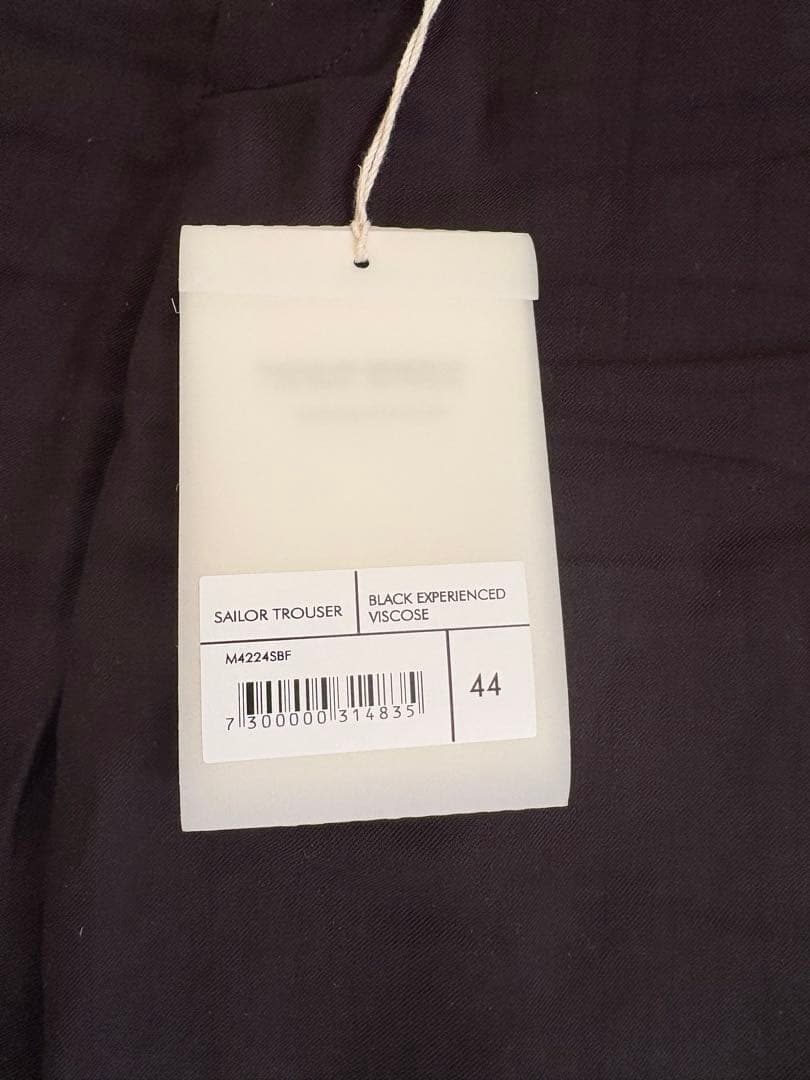 SAILOR TROUSER
BLACK EXPERIENCED
VISCOSE
M4224SBF
44
7 300000 314835